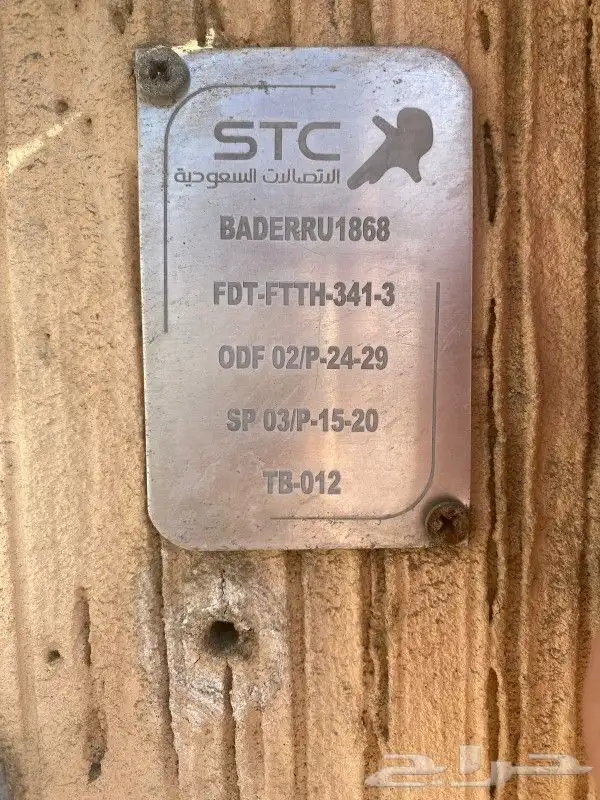 STC
الاتصالات السعودية
BADERRU1868
FDT-FTTH-341-3
ODF 02/P-24-29
SP 03/P-15-20
TB-012
حراج